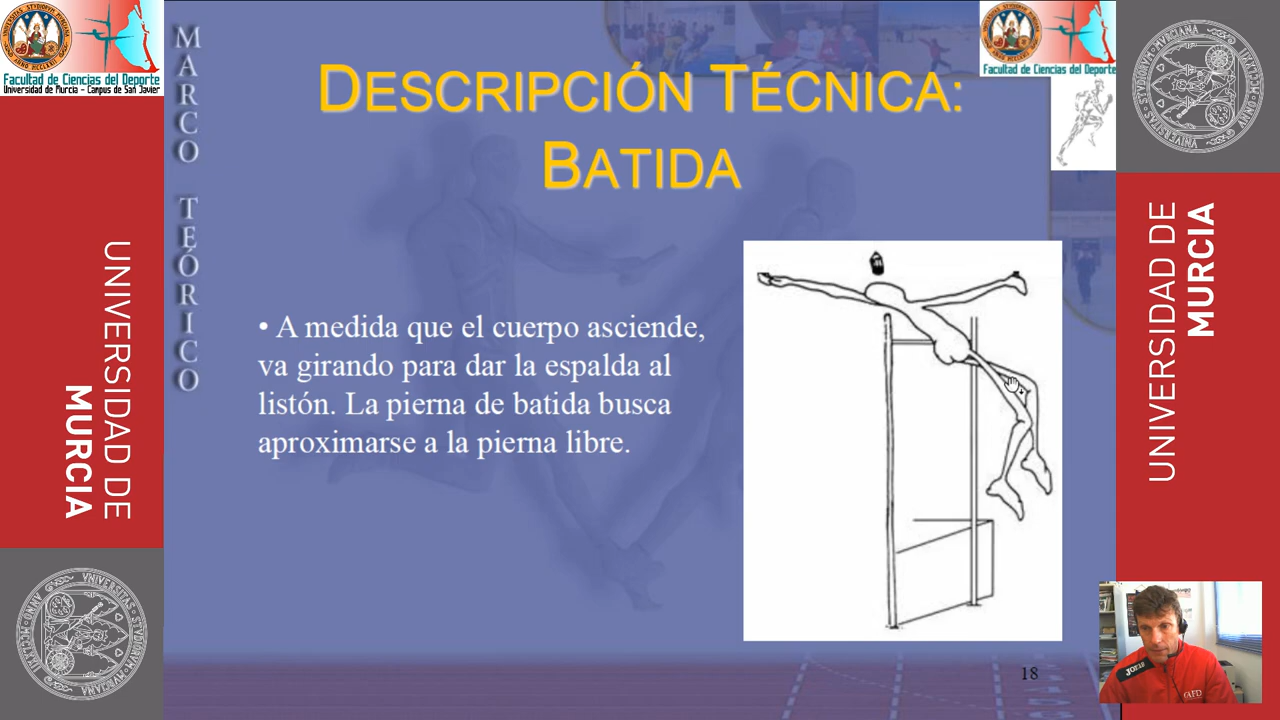 Facultad de Ciencias del Deporte
Universidad de Murcia - Campus de San Javier
UNIVERSIDAD DE
MURCIA
MARCO TEÓRICO
DESCRIPCIÓN TÉCNICA:
BATIDA
• A medida que el cuerpo asciende,
va girando para dar la espalda al
listón. La pierna de batida busca
aproximarse a la pierna libre.
18
Facultad de Ciencias del Deporte
UNIVERSIDAD DE
MURCIA
JOMA